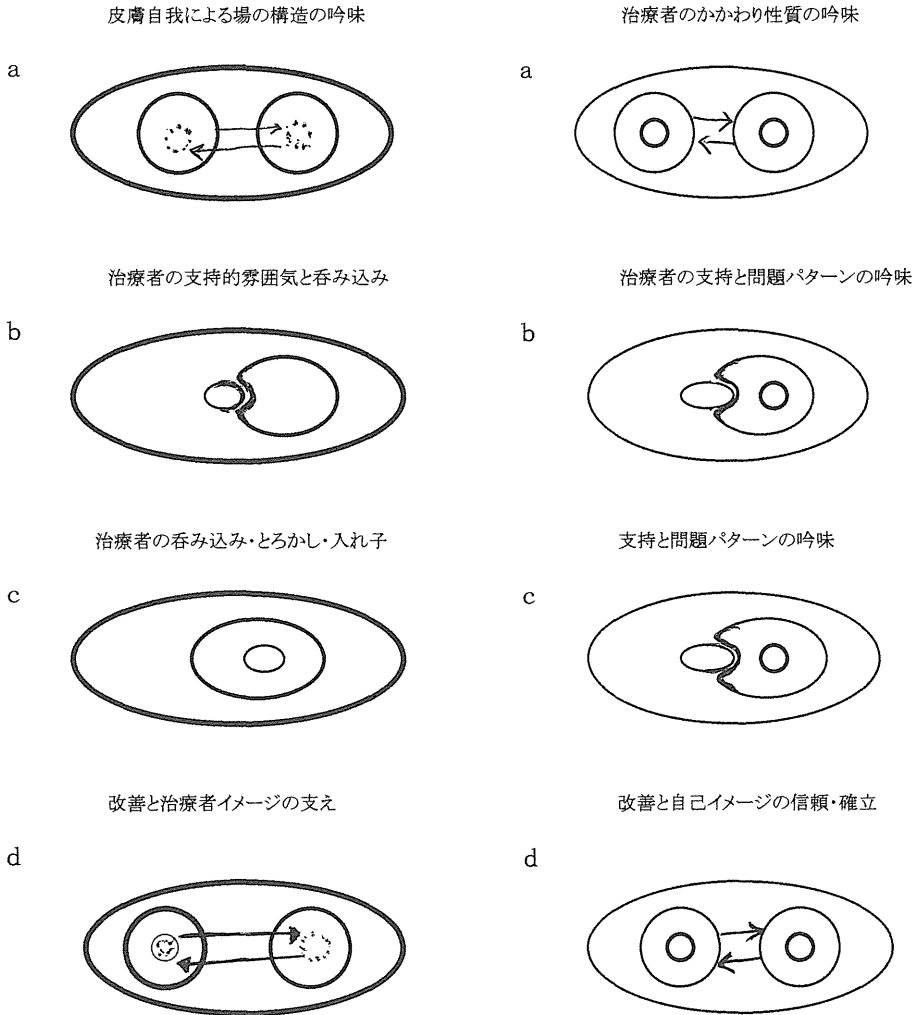 皮膚自我による場の構造の吟味
治療者のかかわり性質の吟味
a
a
治療者の支持的雰囲気と呑み込み
治療者の支持と問題パターンの吟味
b
b
治療者の呑み込み・とろかし・入れ子
支持と問題パターンの吟味
c
c
改善と治療者イメージの支え
改善と自己イメージの信頼・確立
d
d